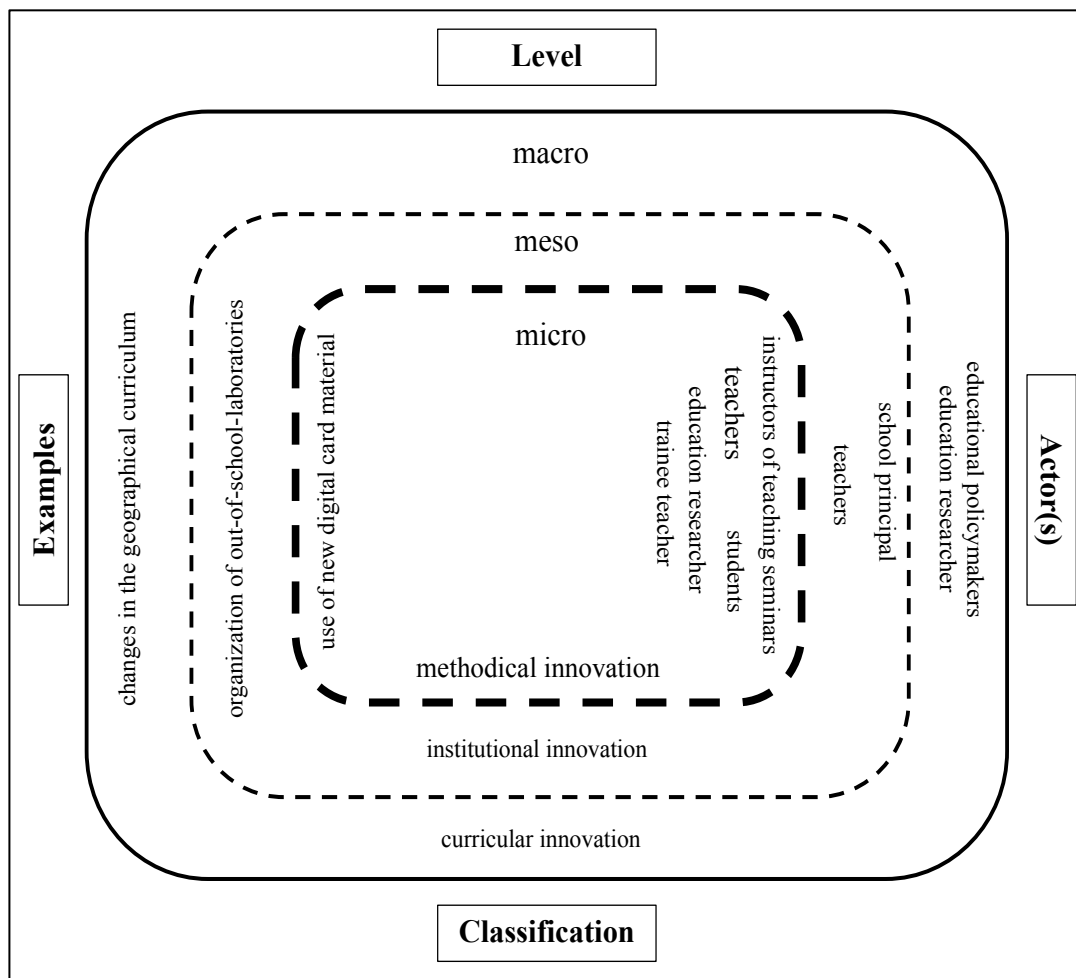 Level
macro
meso
micro
Examples
changes in the geographical curriculum
organization of out-of-school-laboratories
use of new digital card material
trainee teacher
education researcher
teachers students
instructors of teaching seminars
teachers
school principal
education researcher
educational policymakers
Actor(s)
methodical innovation
institutional innovation
curricular innovation
Classification